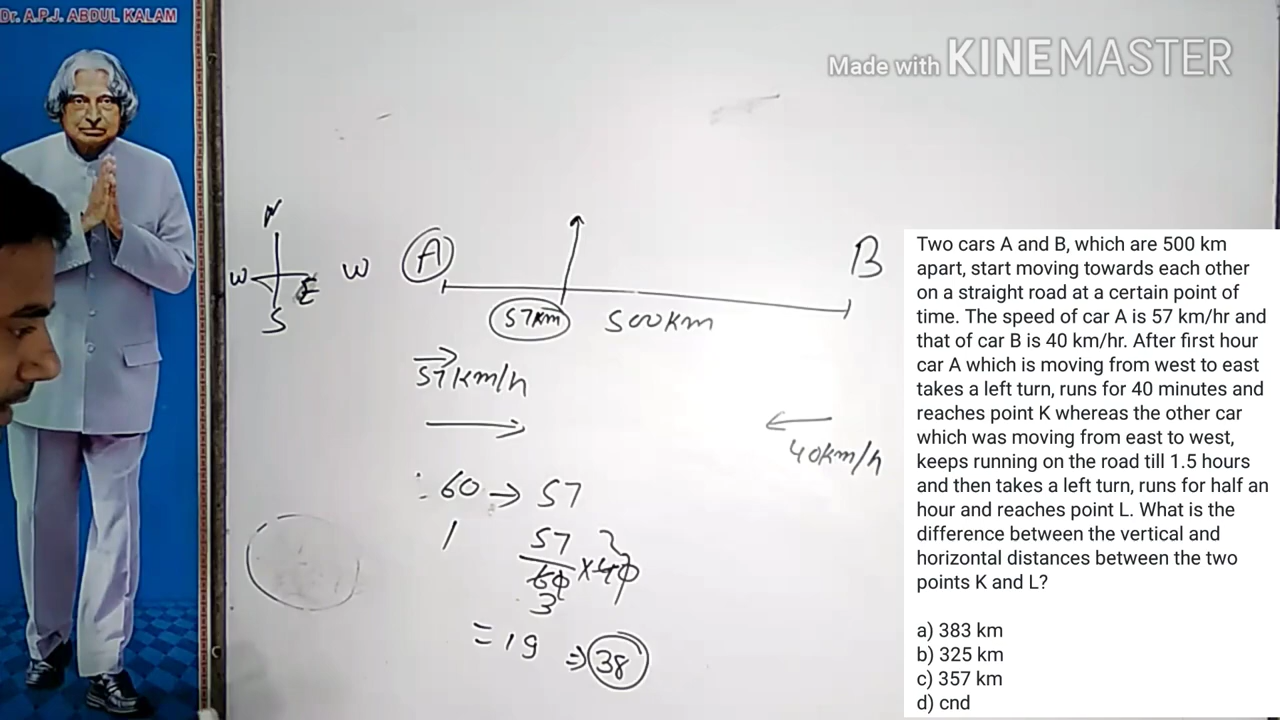 Dr. A.P.J. ABDUL KALAM
Made with KINEMASTER
N
W E
S
W A B
57km 500km
57km/h
40km/h
: 60 → 57
1
57 2
60 × 40
3
= 19 ⇒ 38
Two cars A and B, which are 500 km
apart, start moving towards each other
on a straight road at a certain point of
time. The speed of car A is 57 km/hr and
that of car B is 40 km/hr. After first hour
car A which is moving from west to east
takes a left turn, runs for 40 minutes and
reaches point K whereas the other car
which was moving from east to west,
keeps running on the road till 1.5 hours
and then takes a left turn, runs for half an
hour and reaches point L. What is the
difference between the vertical and
horizontal distances between the two
points K and L?
a) 383 km
b) 325 km
c) 357 km
d) cnd